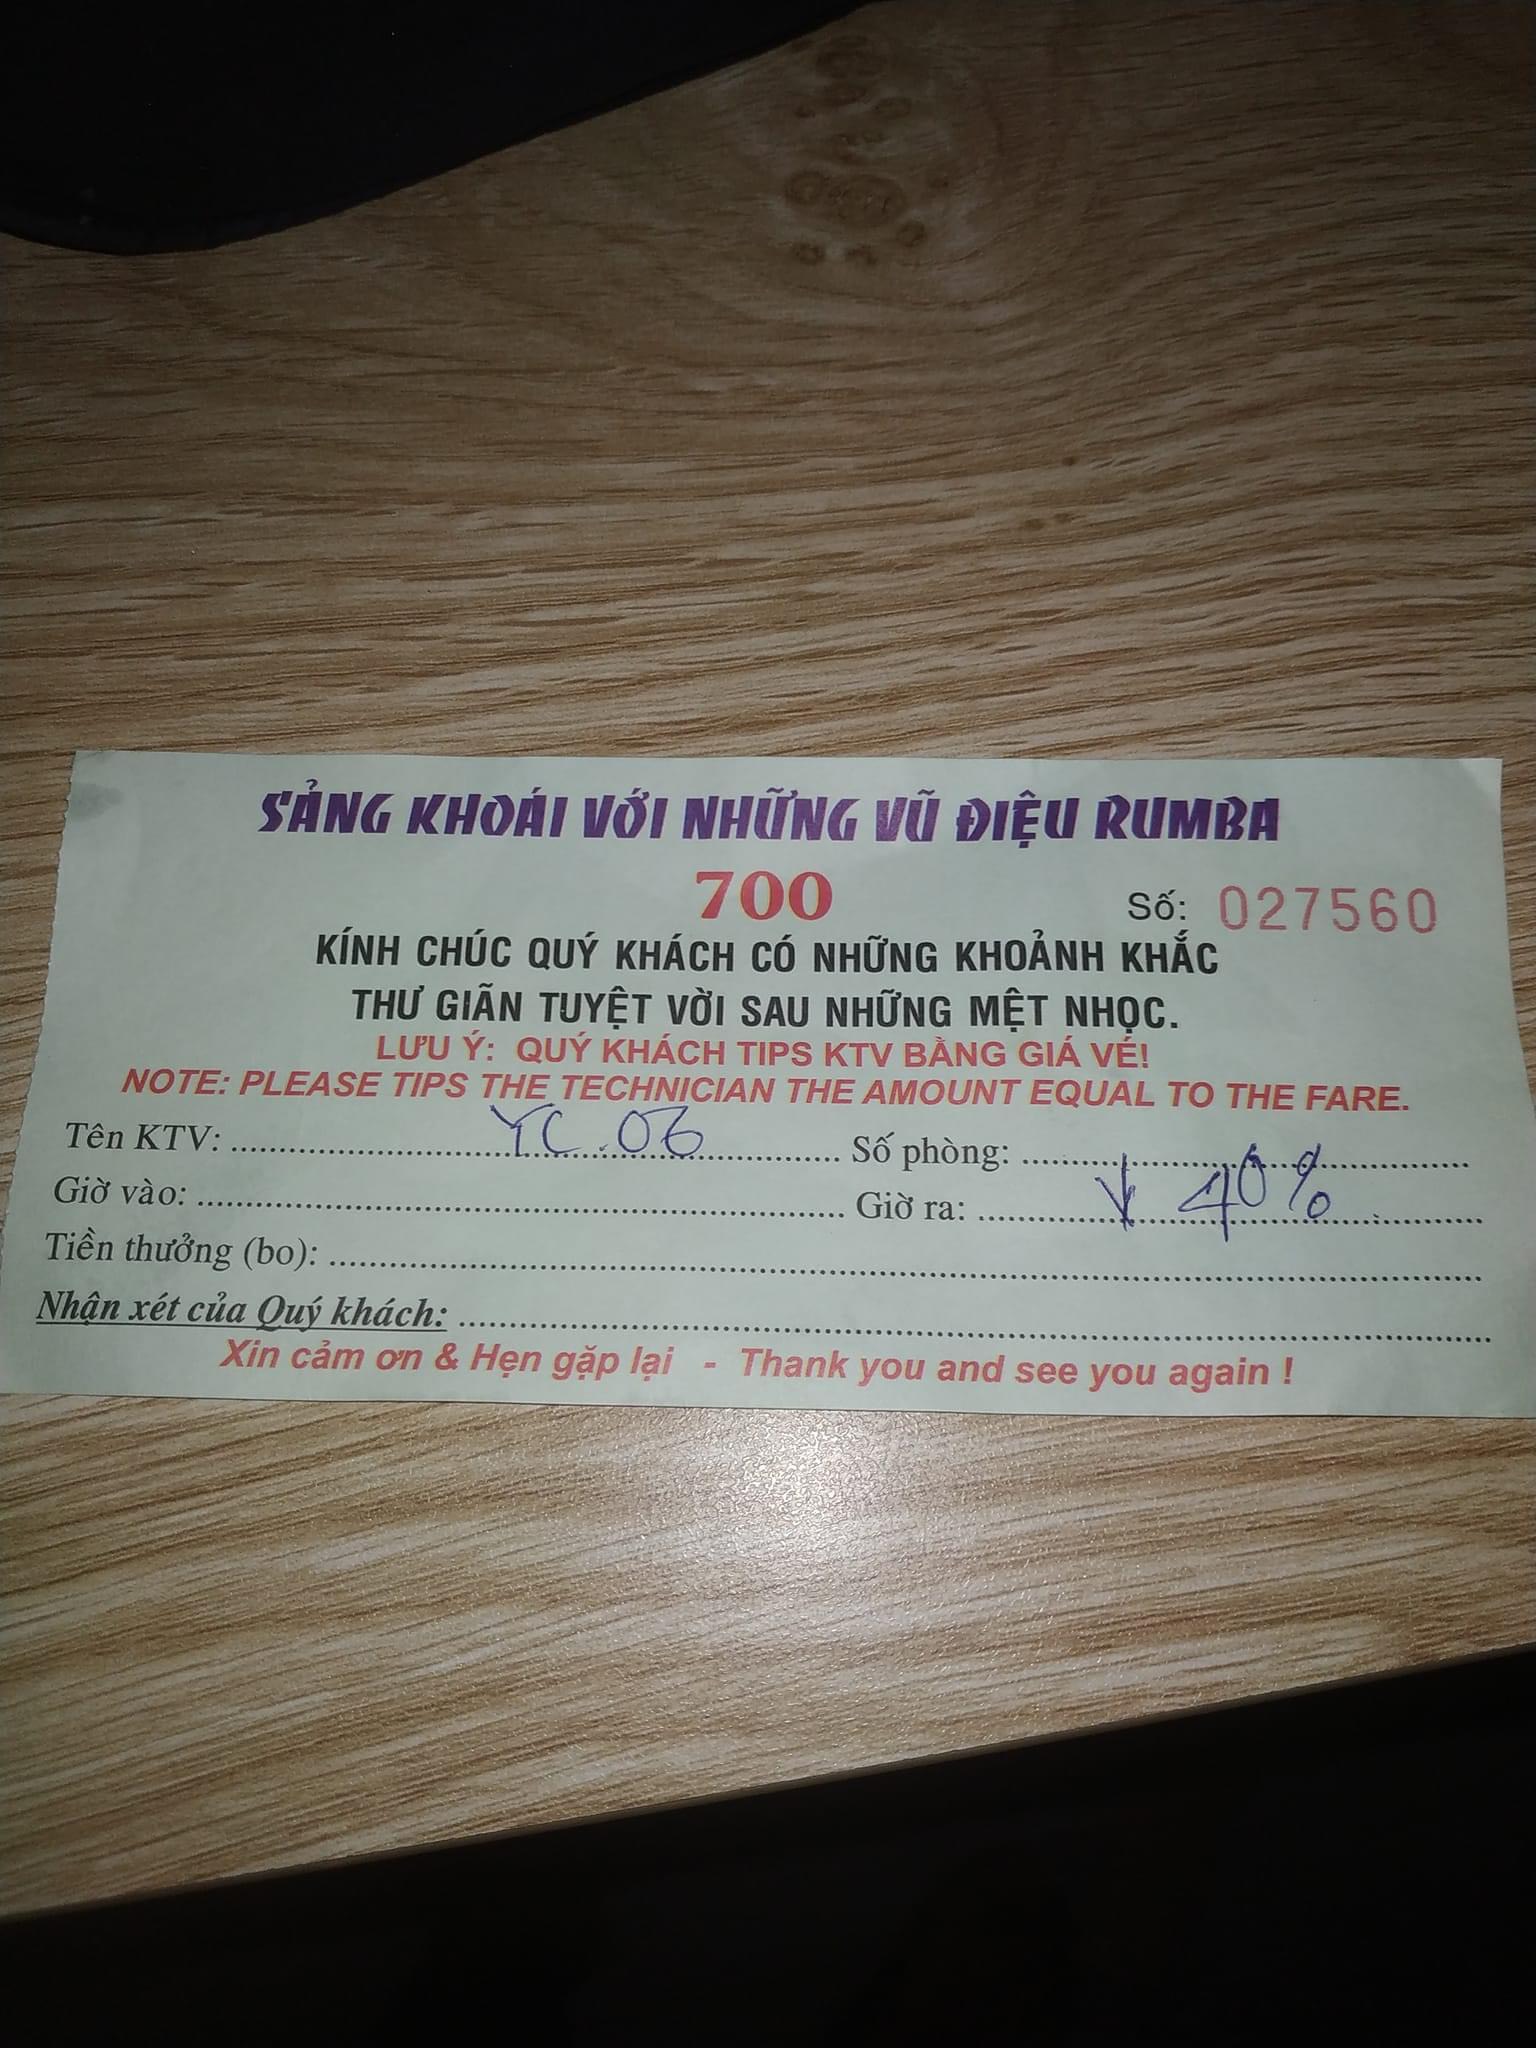 SẢNG KHOÁI VỚI NHỮNG VŨ ĐIỆU RUMBA
700
Số: 027560
KÍNH CHÚC QUÝ KHÁCH CÓ NHỮNG KHOẢNH KHẮC
THƯ GIÃN TUYỆT VỜI SAU NHỮNG MỆT NHỌC.
LƯU Ý: QUÝ KHÁCH TIPS KTV BẰNG GIÁ VÉ!
NOTE: PLEASE TIPS THE TECHNICIAN THE AMOUNT EQUAL TO THE FARE.
Tên KTV: YC.06 Số phòng:
Giờ vào: Giờ ra: ↓ 40%
Tiền thưởng (bo):
Nhận xét của Quý khách:
Xin cảm ơn & Hẹn gặp lại - Thank you and see you again !